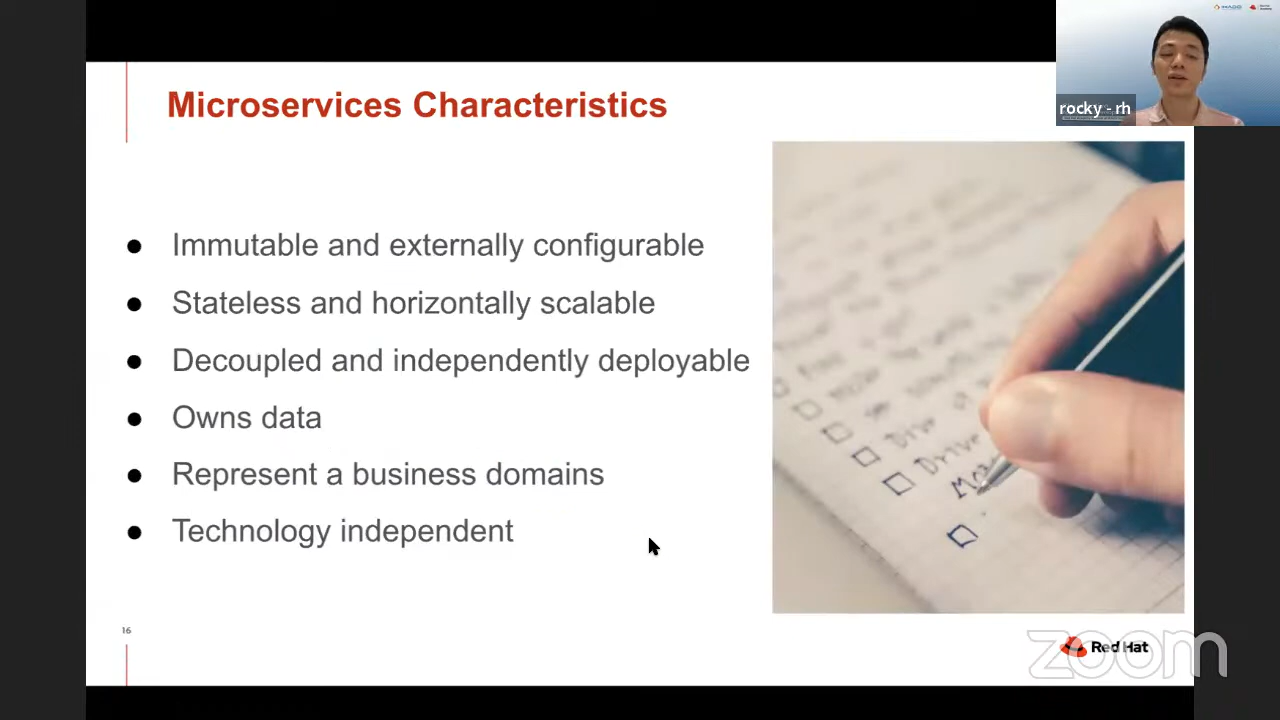 Microservices Characteristics
rocky - rh
Immutable and externally configurable
Stateless and horizontally scalable
Decoupled and independently deployable
Owns data
Represent a business domains
Technology independent
Drive
16
Red Hat
zoom